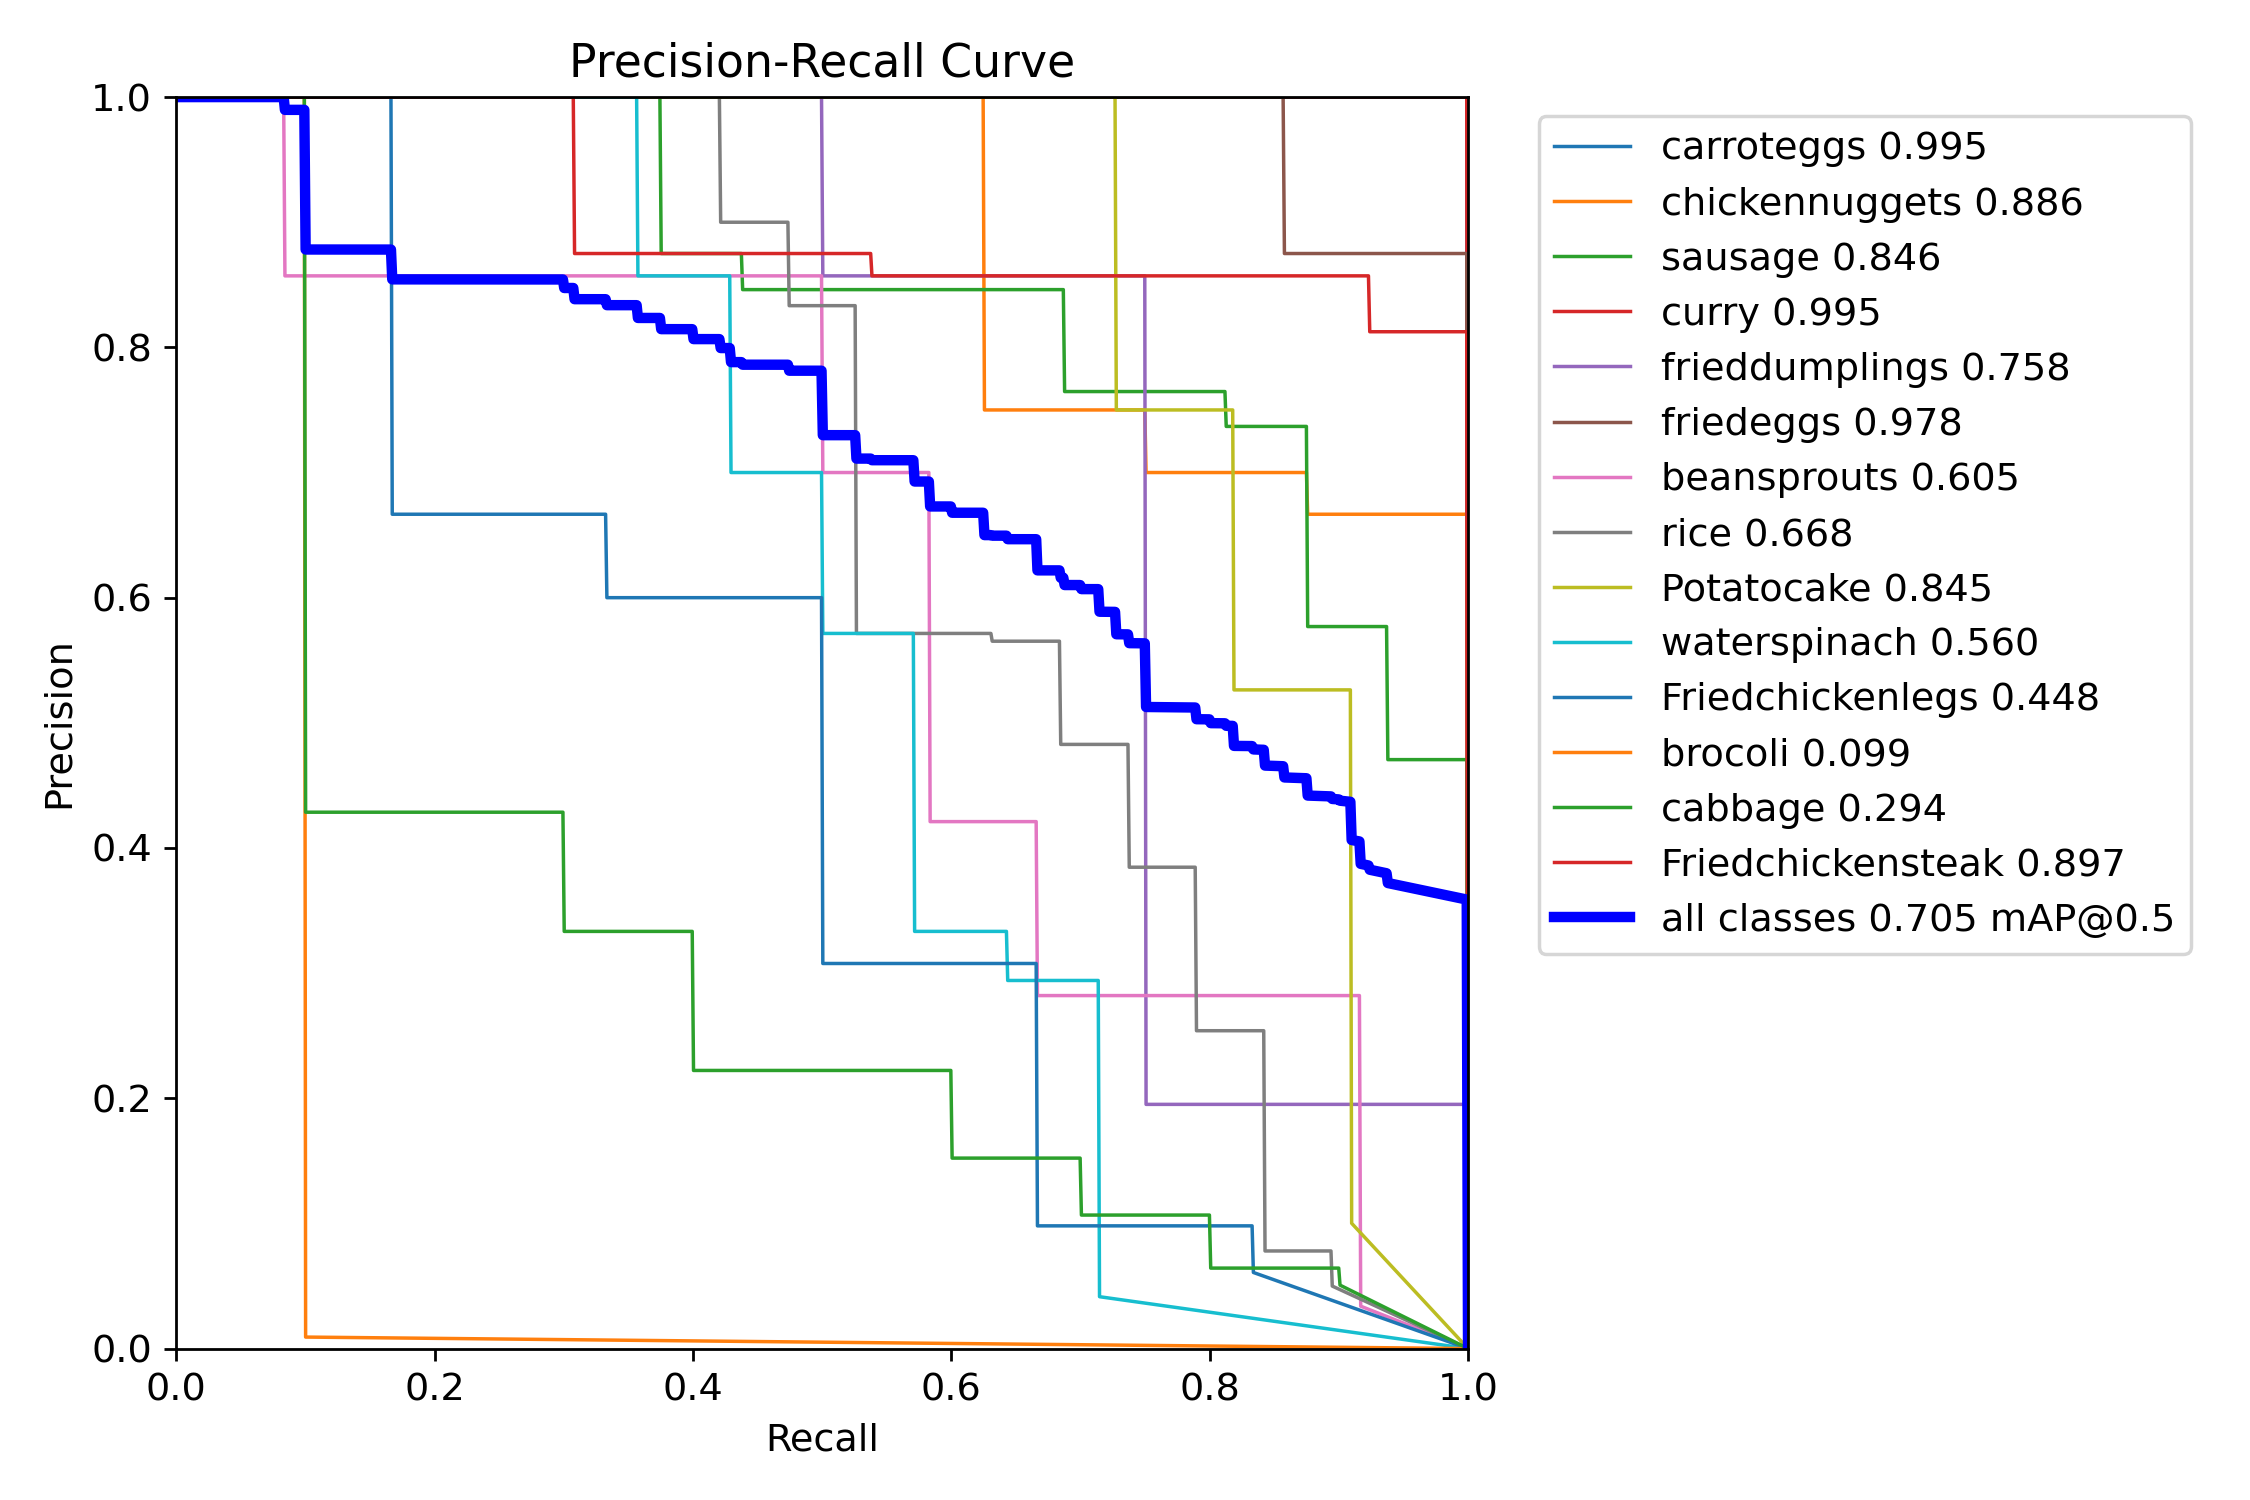 Precision-Recall Curve
1.0
0.8
0.6
0.4
0.2
0.0
Precision
0.0 0.2 0.4 0.6 0.8 1.0
Recall
carroteggs 0.995
chickennuggets 0.886
sausage 0.846
curry 0.995
frieddumplings 0.758
friedeggs 0.978
beansprouts 0.605
rice 0.668
Potatocake 0.845
waterspinach 0.560
Friedchickenlegs 0.448
brocoli 0.099
cabbage 0.294
Friedchickensteak 0.897
all classes 0.705 mAP@0.5